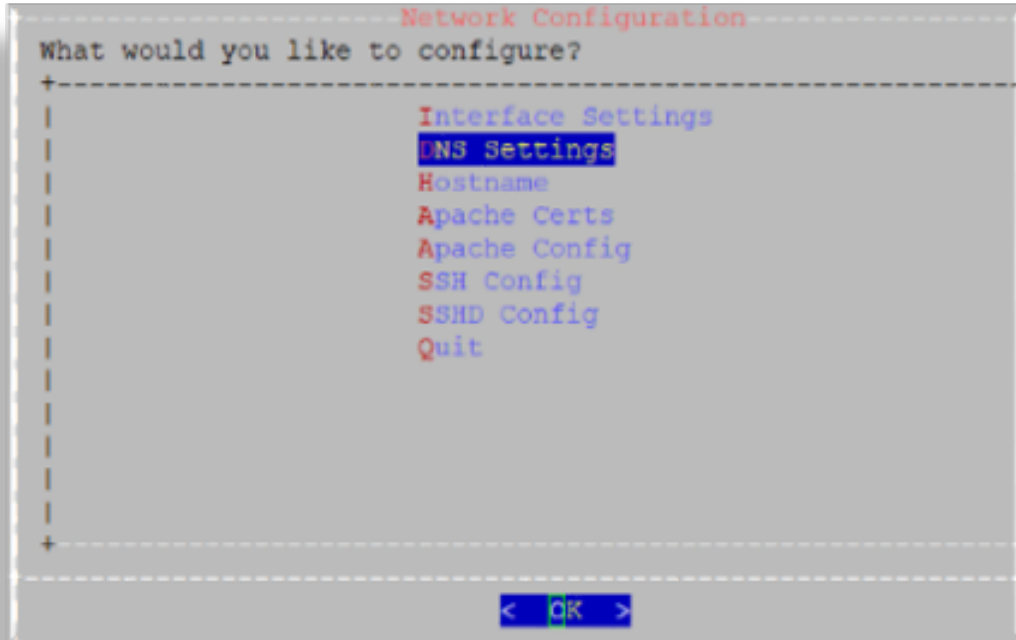 Network Configuration
What would you like to configure?
Interface Settings
DNS Settings
Hostname
Apache Certs
Apache Config
SSH Config
SSHD Config
Quit
< OK >